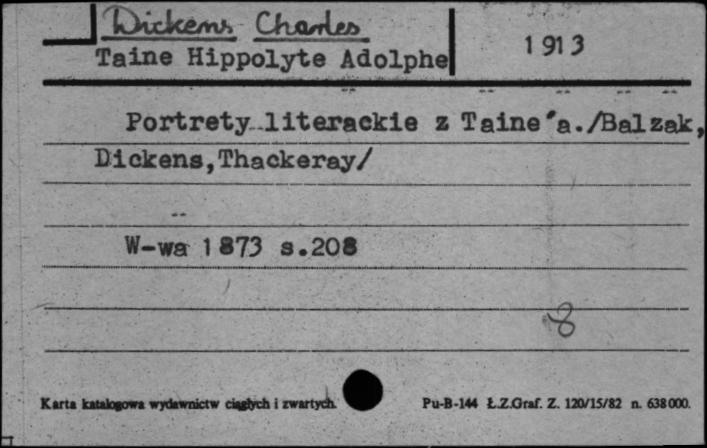 Dickens Charles
Taine Hippolyte Adolphe
1913
Portrety literackie z Taine'a./Balzak,
Dickens,Thackeray/
W-wa 1873 s.208
8
Karta katalogowa wydawnictw ciągłych i zwartych.
Pu-B-144 Ł.Z.Graf. Z. 120/15/82 n. 638000.